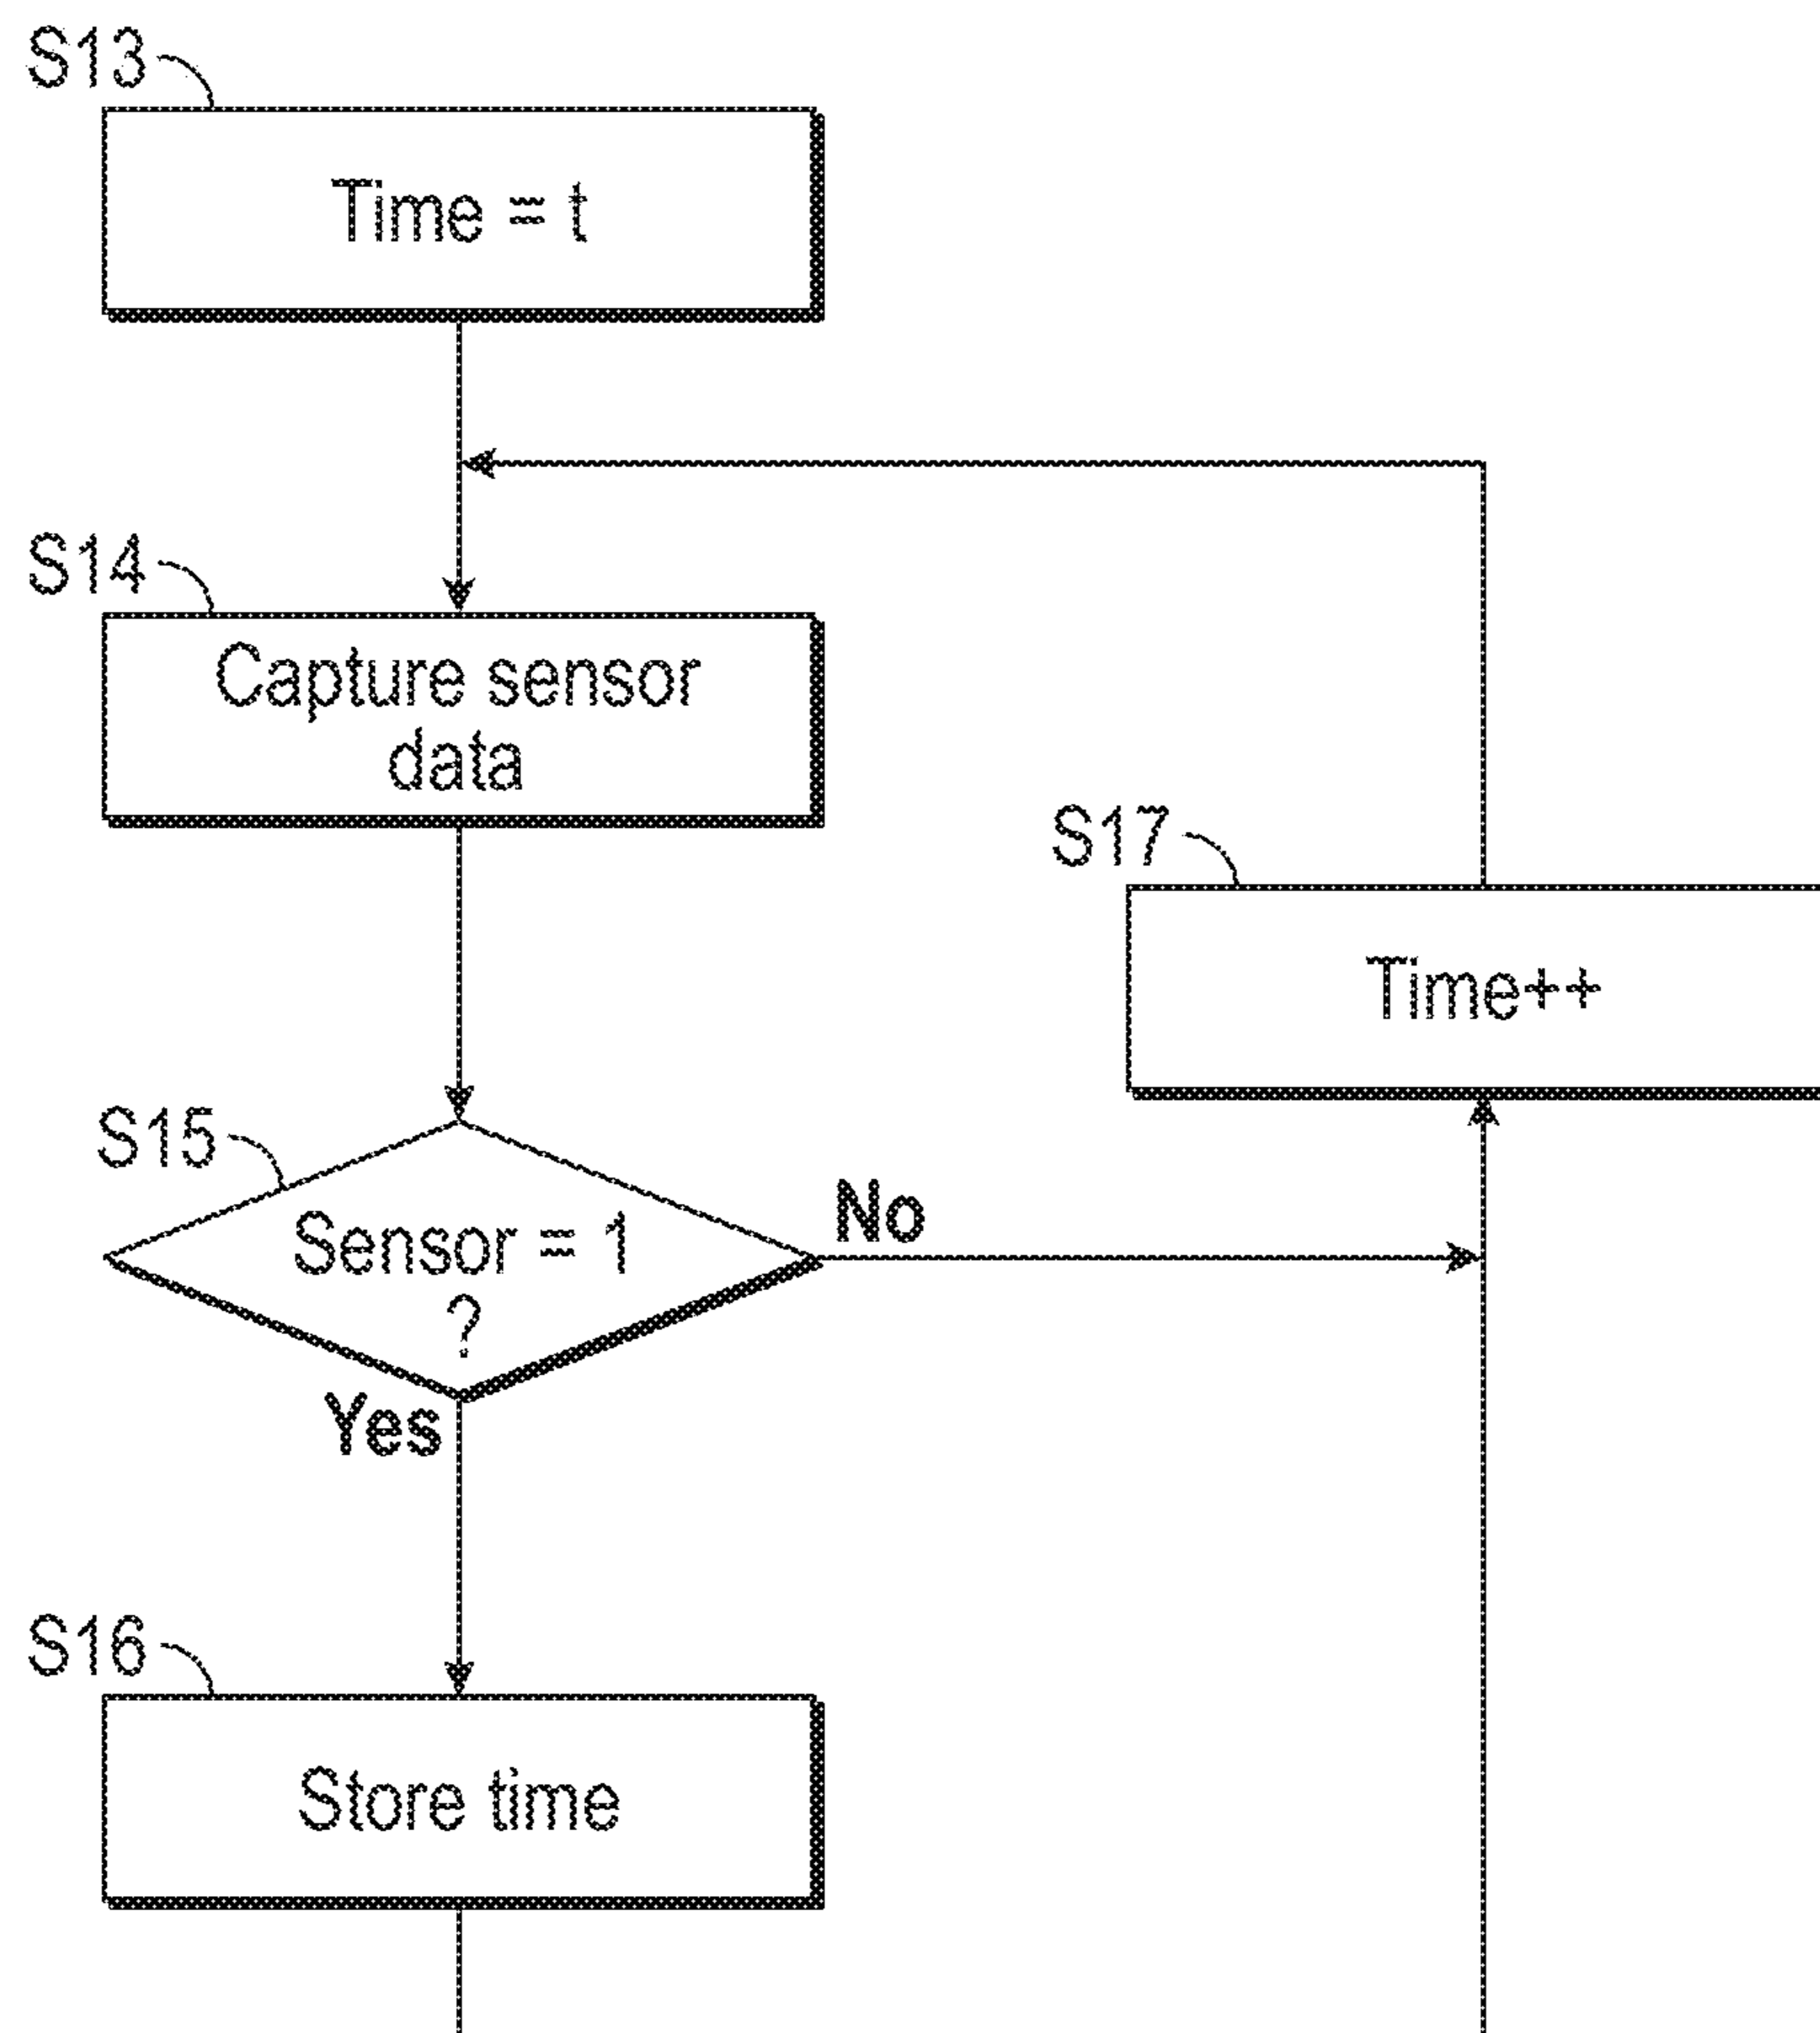 S13
Time = t
S14
Capture sensor
data
S17
Time++
S15
Sensor = 1
?
No
Yes
S16
Store time